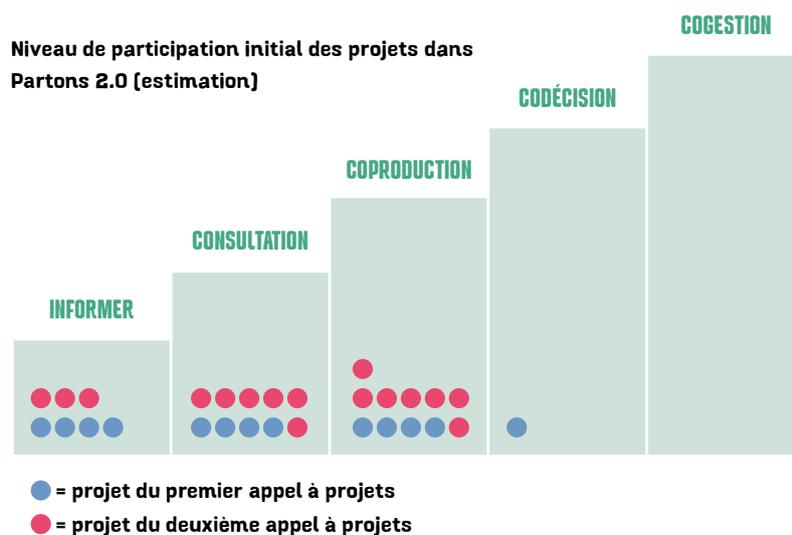 Niveau de participation initial des projets dans
Partons 2.0 (estimation)
COGESTION
CODÉCISION
COPRODUCTION
CONSULTATION
INFORMER
= projet du premier appel à projets
= projet du deuxième appel à projets